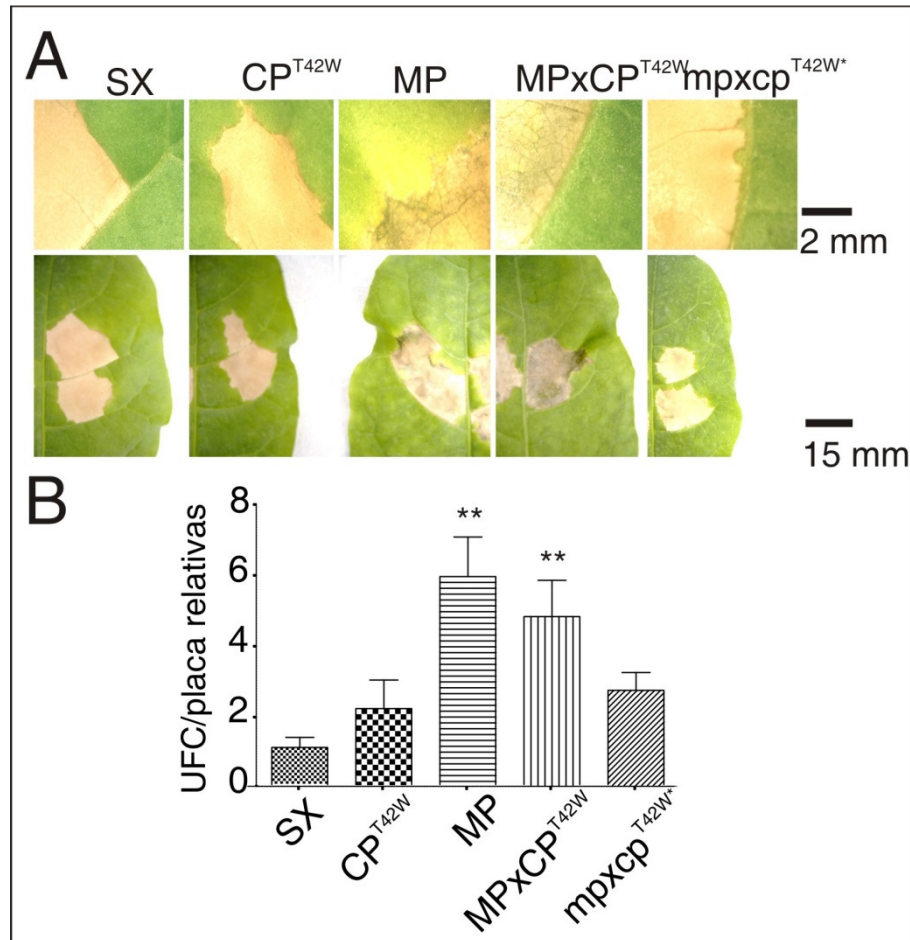 A
SX CP^T42W MP MPxCP^T42W mpxcp^T42W*
2 mm
15 mm
B
UFC/placa relativas
8
6
4
2
0
** **
SX CP^T42W MP MPxCP^T42W mpxcp^T42W*